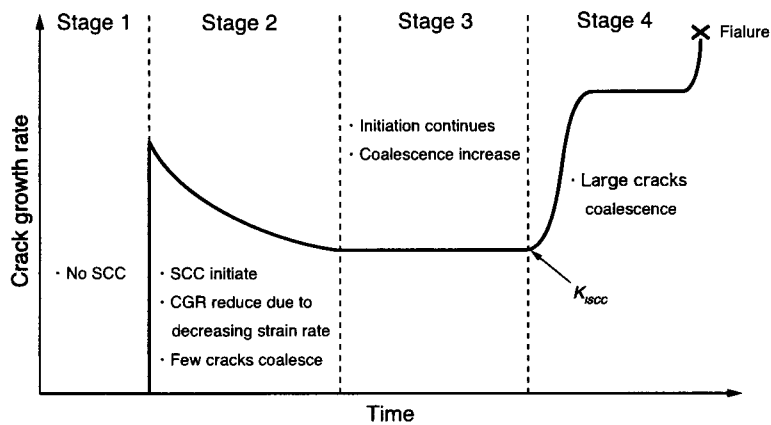 Stage 1
Stage 2
Stage 3
Stage 4
Fialure
· Initiation continues
· Coalescence increase
· Large cracks
coalescence
Crack growth rate
· No SCC
· SCC initiate
· CGR reduce due to
decreasing strain rate
· Few cracks coalesce
KISCC
Time